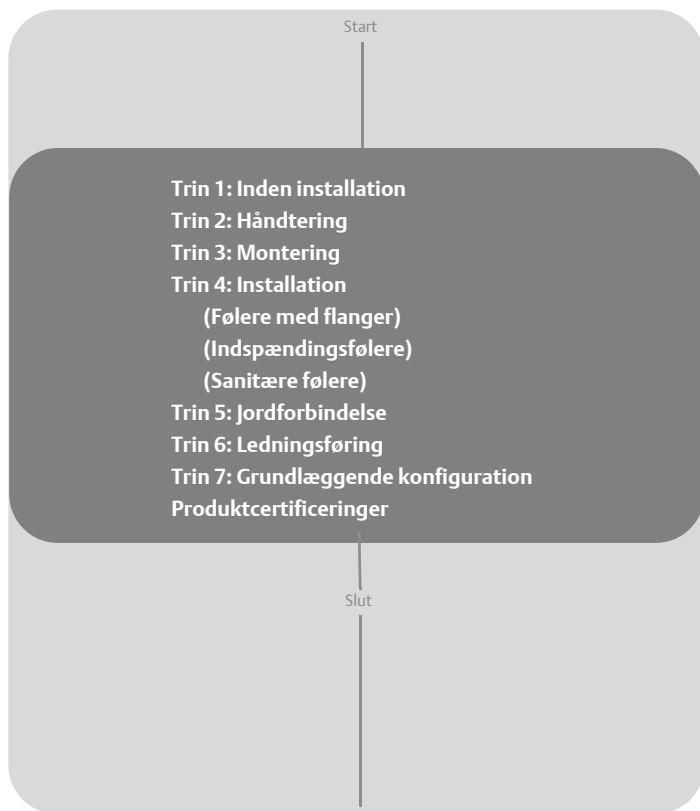 Start
Trin 1: Inden installation
Trin 2: Håndtering
Trin 3: Montering
Trin 4: Installation
(Følere med flanger)
(Indspændingsfølere)
(Sanitære følere)
Trin 5: Jordforbindelse
Trin 6: Ledningsføring
Trin 7: Grundlæggende konfiguration
Produktcertificeringer
Slut